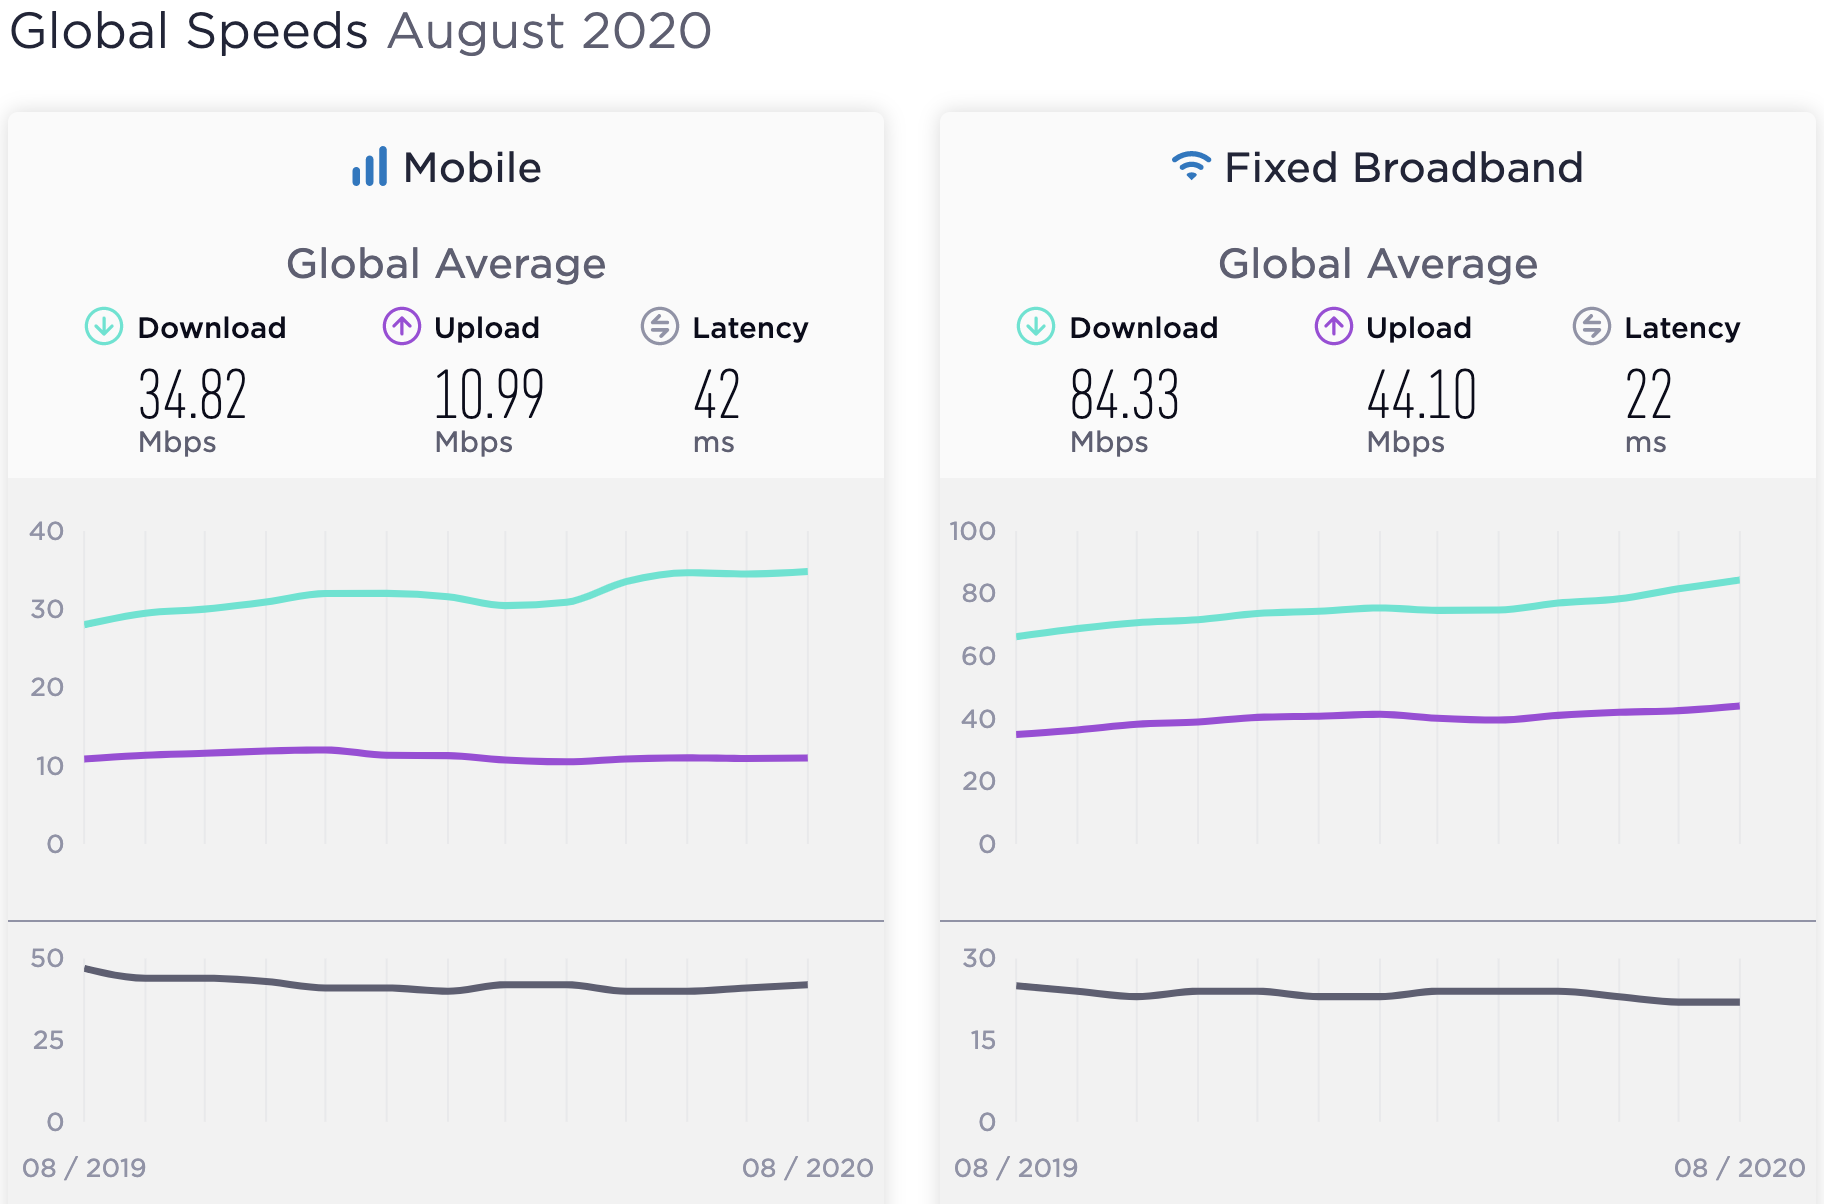 Global Speeds August 2020
Mobile
Global Average
Download Upload Latency
34.82 10.99 42
Mbps Mbps ms
40
30
20
10
0
50
25
0
08 / 2019 08 / 2020
Fixed Broadband
Global Average
Download Upload Latency
84.33 44.10 22
Mbps Mbps ms
100
80
60
40
20
0
30
15
0
08 / 2019 08 / 2020